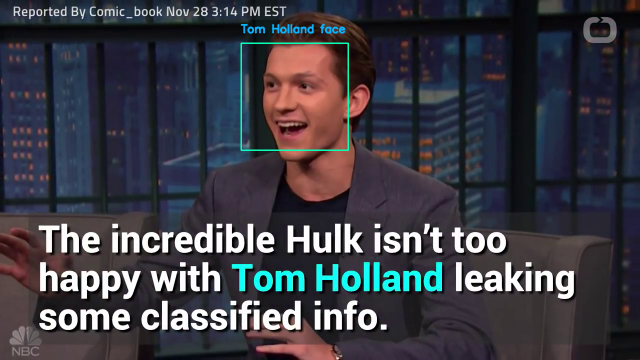 Reported By Comic_book Nov 28 3:14 PM EST
Tom Holland face
The incredible Hulk isn't too
happy with Tom Holland leaking
some classified info.
NBC